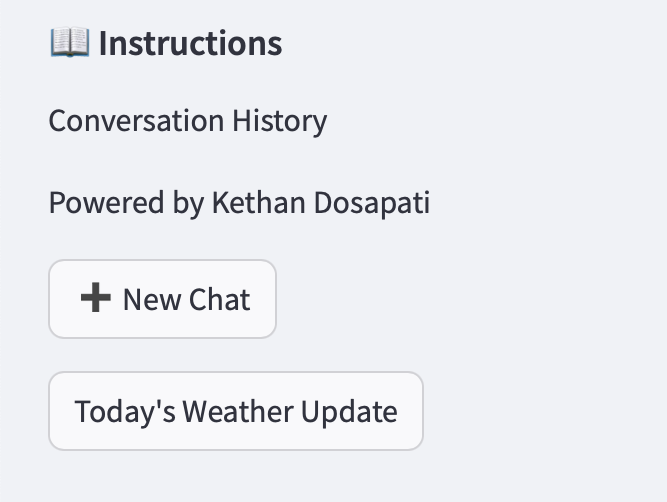 📖 Instructions
Conversation History
Powered by Kethan Dosapati
➕ New Chat
Today's Weather Update